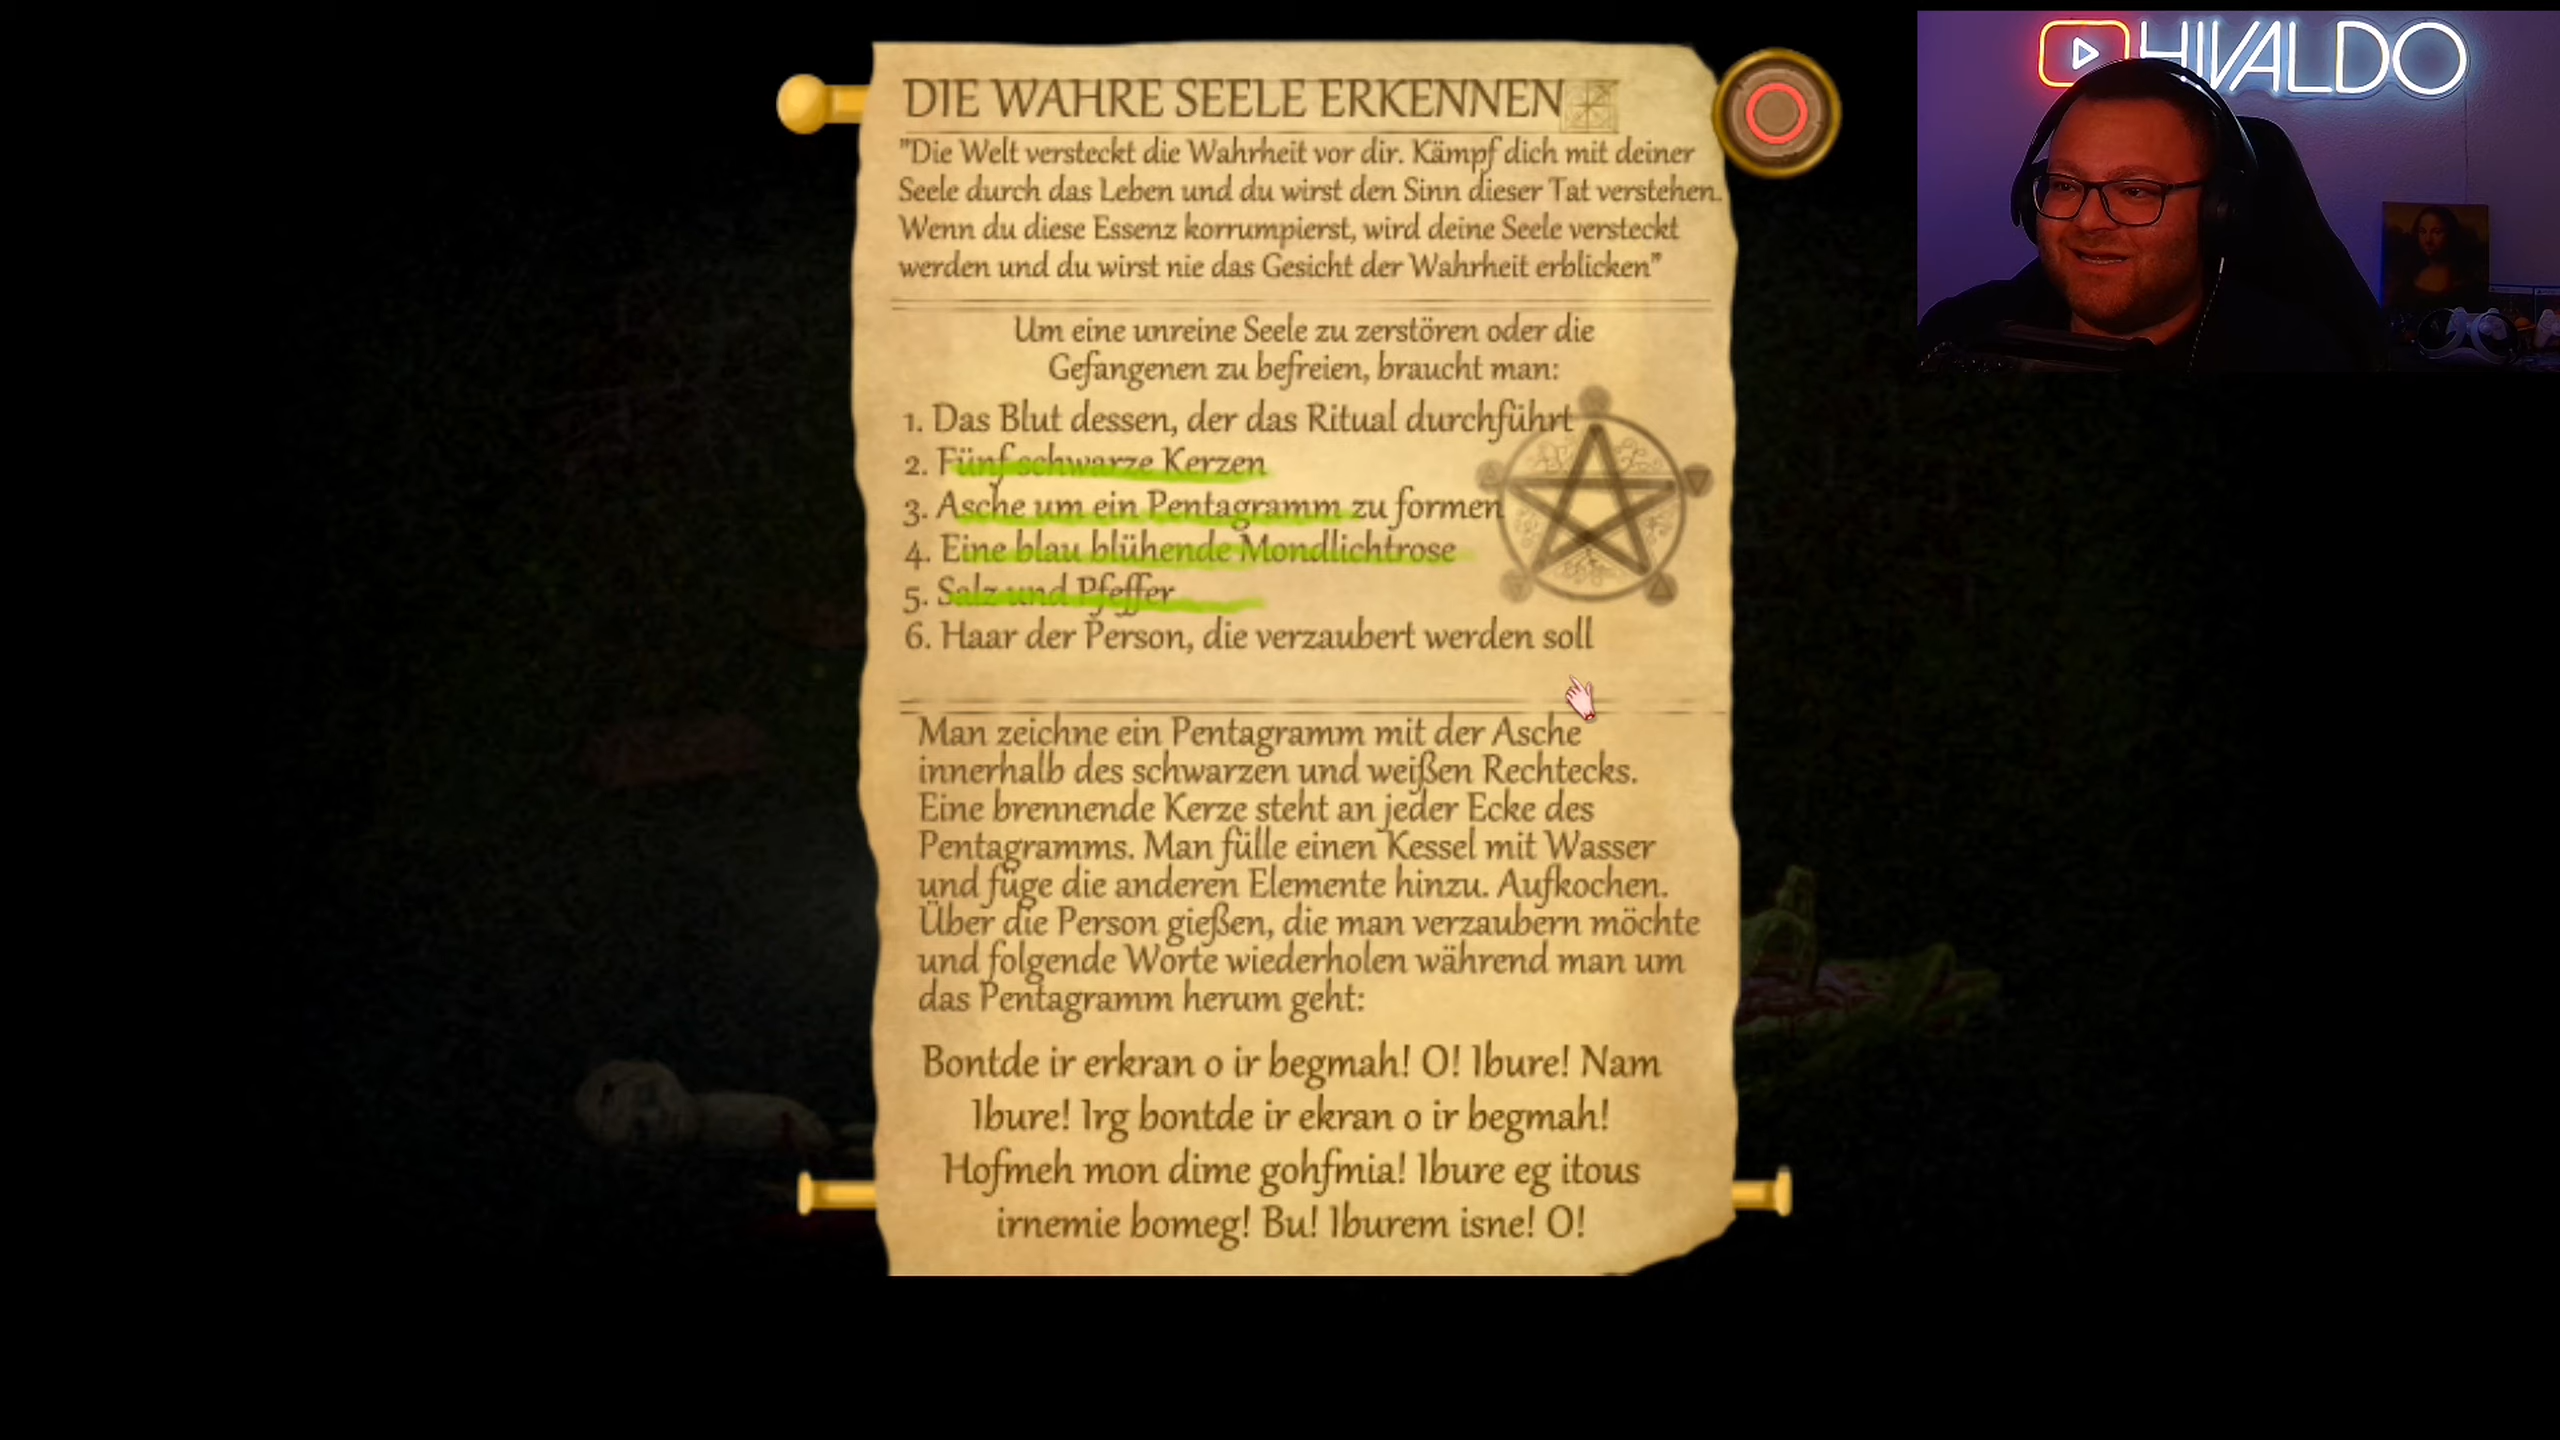 HIVALDO
DIE WAHRE SEELE ERKENNEN
"Die Welt versteckt die Wahrheit vor dir. Kämpf dich mit deiner
Seele durch das Leben und du wirst den Sinn dieser Tat verstehen.
Wenn du diese Essenz korrumpierst, wird deine Seele versteckt
werden und du wirst nie das Gesicht der Wahrheit erblicken"
Um eine unreine Seele zu zerstören oder die
Gefangenen zu befreien, braucht man:
1. Das Blut dessen, der das Ritual durchführt
2. Fünf schwarze Kerzen
3. Asche um ein Pentagramm zu formen
4. Eine blau blühende Mondlichtrose
5. Salz und Pfeffer
6. Haar der Person, die verzaubert werden soll
Man zeichne ein Pentagramm mit der Asche
innerhalb des schwarzen und weißen Rechtecks.
Eine brennende Kerze steht an jeder Ecke des
Pentagramms. Man fülle einen Kessel mit Wasser
und füge die anderen Elemente hinzu. Aufkochen.
Über die Person gießen, die man verzaubern möchte
und folgende Worte wiederholen während man um
das Pentagramm herum geht:
Bontde ir erkran o ir begmah! O! Ibure! Nam
Ibure! Irg bontde ir ekran o ir begmah!
Hofmeh mon dime gohfmia! Ibure eg itous
irnemie bomeg! Bu! Iburem isne! O!